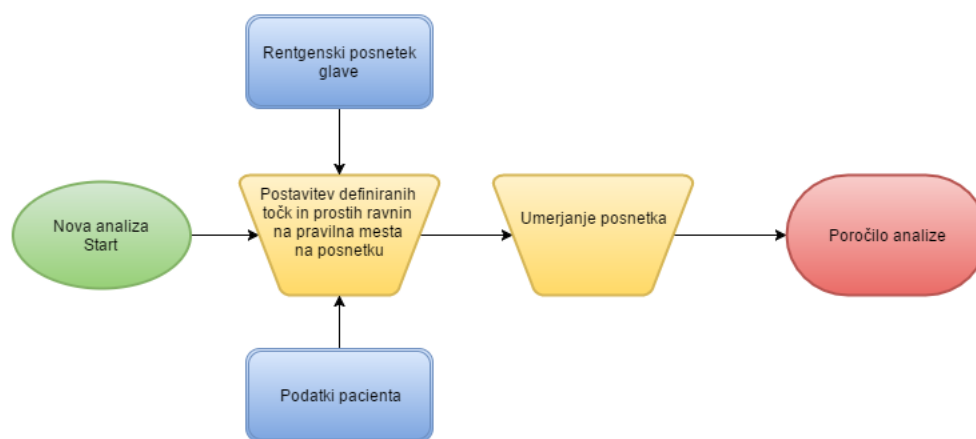 Rentgenski posnetek
glave
Nova analiza
Start
Postavitev definiranih
točk in prostih ravnin
na pravilna mesta
na posnetku
Umerjanje posnetka
Poročilo analize
Podatki pacienta